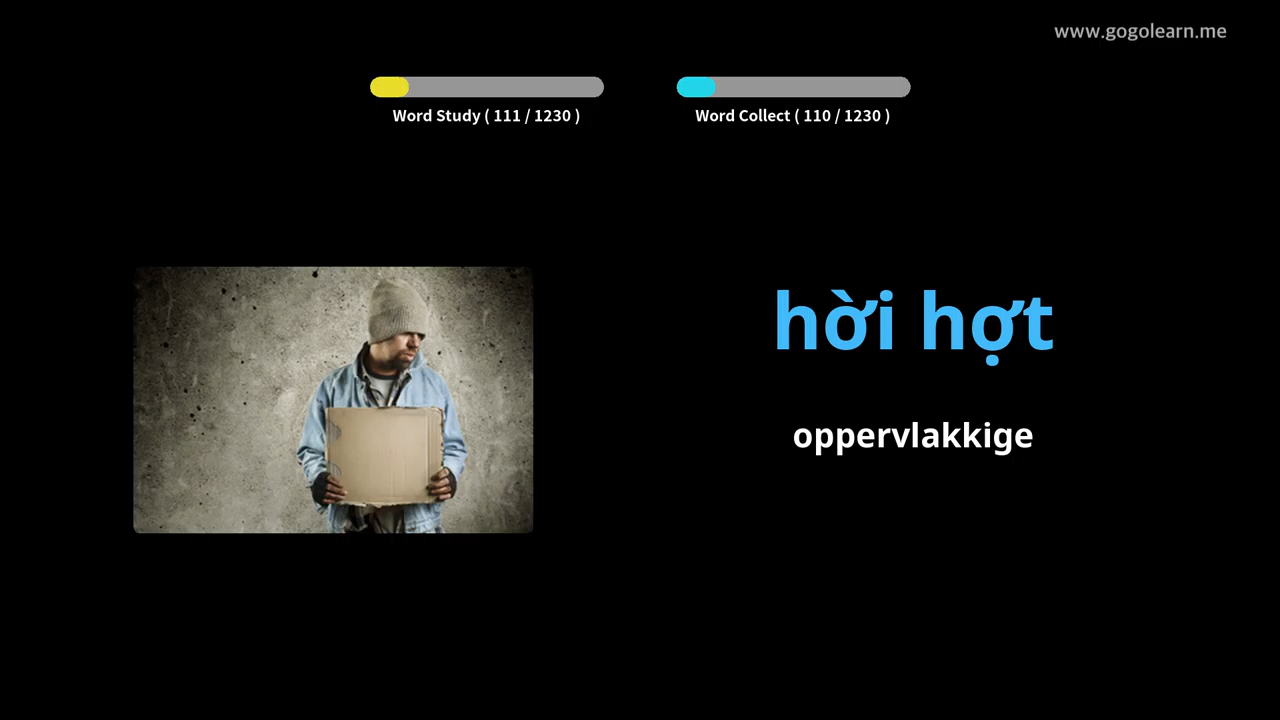 www.gogolearn.me
Word Study ( 111 / 1230 )
Word Collect ( 110 / 1230 )
hời hợt
oppervlakkige